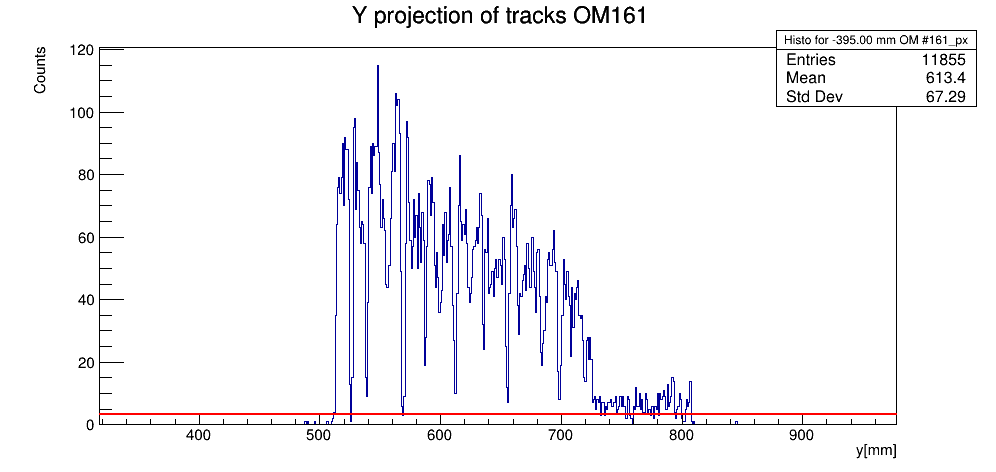 Y projection of tracks OM161
Histo for -395.00 mm OM #161_px
Entries 11855
Mean 613.4
Std Dev 67.29
Counts
120
100
80
60
40
20
0
400 500 600 700 800 900
y[mm]